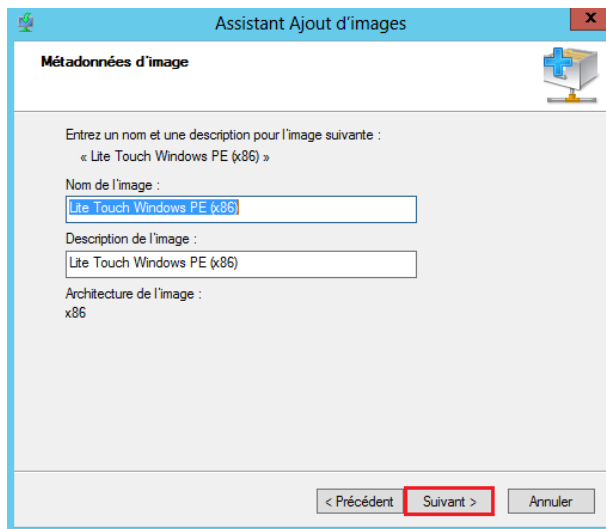 Assistant Ajout d'images
x
Métadonnées d'image
Entrez un nom et une description pour l'image suivante :
« Lite Touch Windows PE (x86) »
Nom de l'image :
Lite Touch Windows PE (x86)
Description de l'image :
Lite Touch Windows PE (x86)
Architecture de l'image :
x86
< Précédent Suivant > Annuler